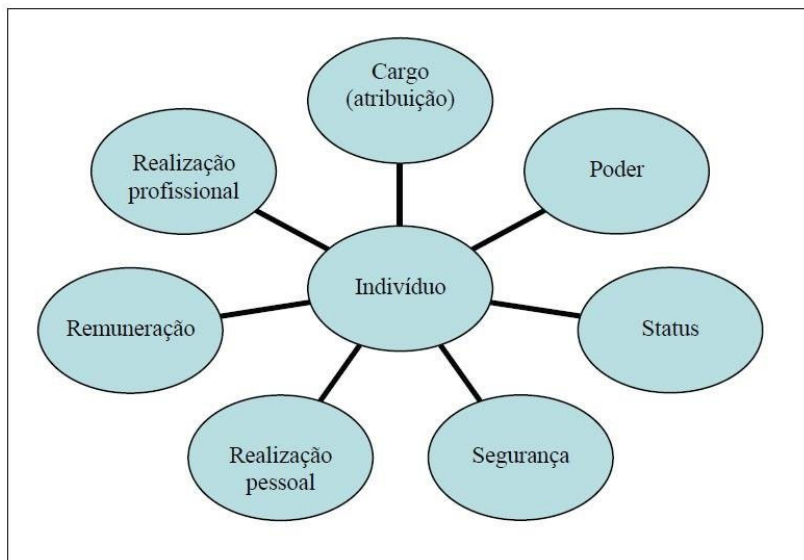 Cargo
(atribuição)
Realização
profissional
Poder
Indivíduo
Remuneração
Status
Realização
pessoal
Segurança